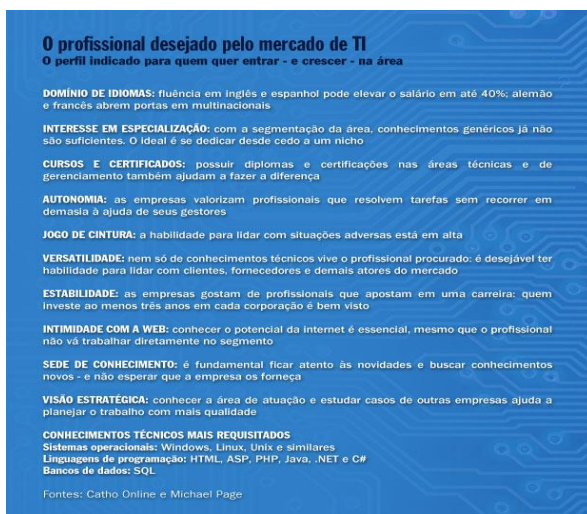 O profissional desejado pelo mercado de TI
O perfil indicado para quem quer entrar - e crescer - na área
DOMÍNIO DE IDIOMAS: fluência em inglês e espanhol pode elevar o salário em até 40%; alemão
e francês abrem portas em multinacionais
INTERESSE EM ESPECIALIZAÇÃO: com a segmentação da área, conhecimentos genéricos já não
são suficientes. O ideal é se dedicar desde cedo a um nicho
CURSOS E CERTIFICADOS: possuir diplomas e certificações nas áreas técnicas e de
gerenciamento também ajudam a fazer a diferença
AUTONOMIA: as empresas valorizam profissionais que resolvem tarefas sem recorrer em
demasia à ajuda de seus gestores
JOGO DE CINTURA: a habilidade para lidar com situações adversas está em alta
VERSATILIDADE: nem só de conhecimentos técnicos vive o profissional procurado: é desejável ter
habilidade para lidar com clientes, fornecedores e demais atores do mercado
ESTABILIDADE: as empresas gostam de profissionais que apostam em uma carreira: quem
investe ao menos três anos em cada corporação é bem visto
INTIMIDADE COM A WEB: conhecer o potencial da internet é essencial, mesmo que o profissional
não vá trabalhar diretamente no segmento
SEDE DE CONHECIMENTO: é fundamental ficar atento às novidades e buscar conhecimentos
novos - e não esperar que a empresa os forneça
VISÃO ESTRATÉGICA: conhecer a área de atuação e estudar casos de outras empresas ajuda a
planejar o trabalho com mais qualidade
CONHECIMENTOS TÉCNICOS MAIS REQUISITADOS
Sistemas operacionais: Windows, Linux, Unix e similares
Linguagens de programação: HTML, ASP, PHP, Java, .NET e C#
Bancos de dados: SQL
Fontes: Catho Online e Michael Page